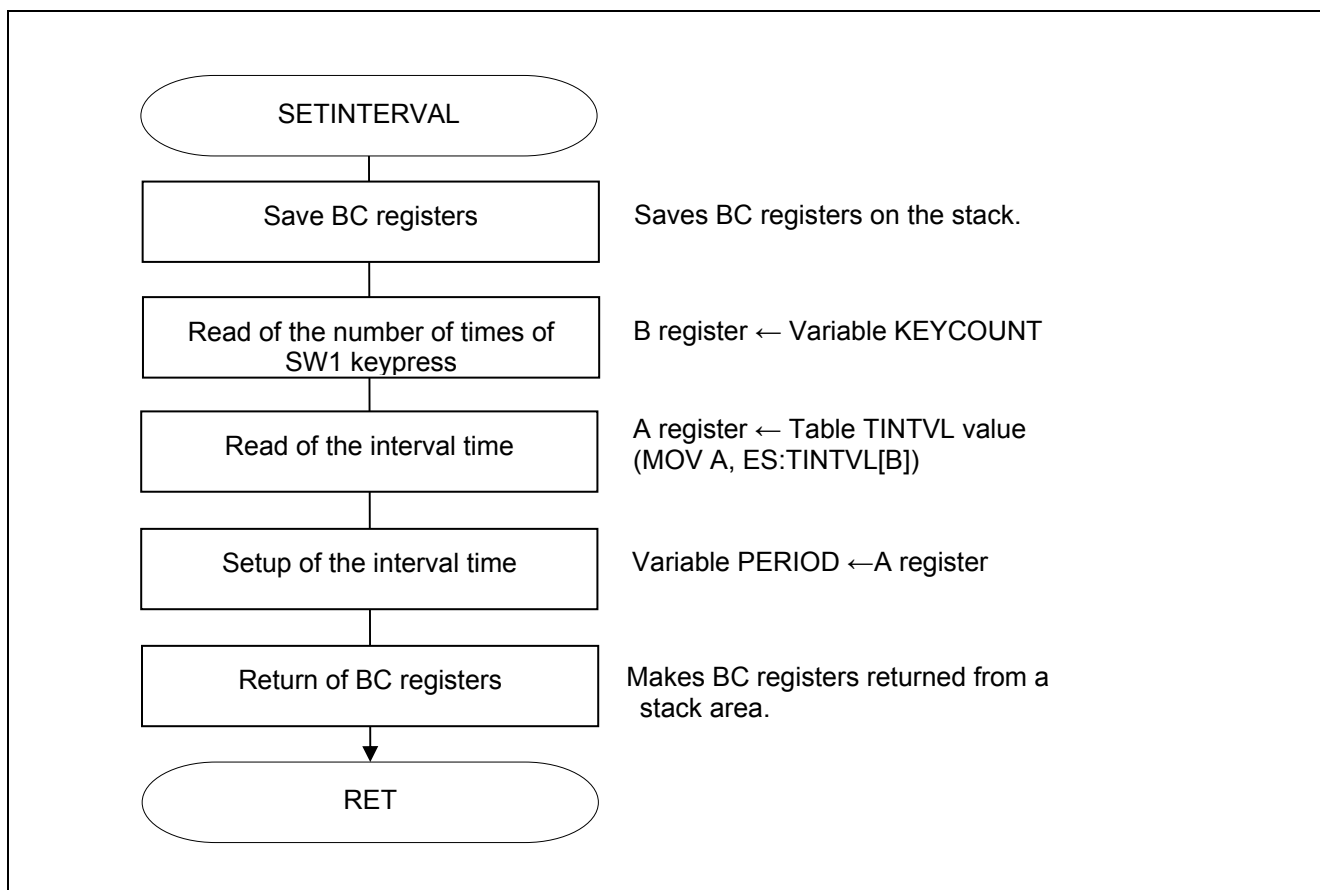 SETINTERVAL
Save BC registers
Saves BC registers on the stack.
Read of the number of times of
SW1 keypress
B register ← Variable KEYCOUNT
Read of the interval time
A register ← Table TINTVL value
(MOV A, ES:TINTVL[B])
Setup of the interval time
Variable PERIOD ←A register
Return of BC registers
Makes BC registers returned from a
stack area.
RET